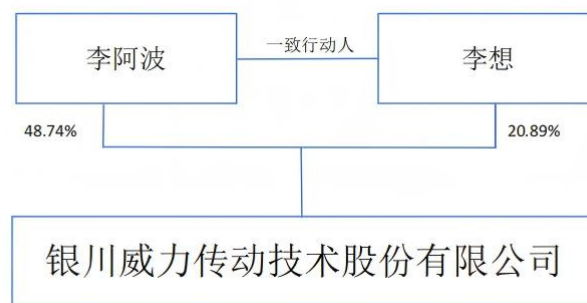 李阿波
一致行动人
李想
48.74%
20.89%
银川威力传动技术股份有限公司